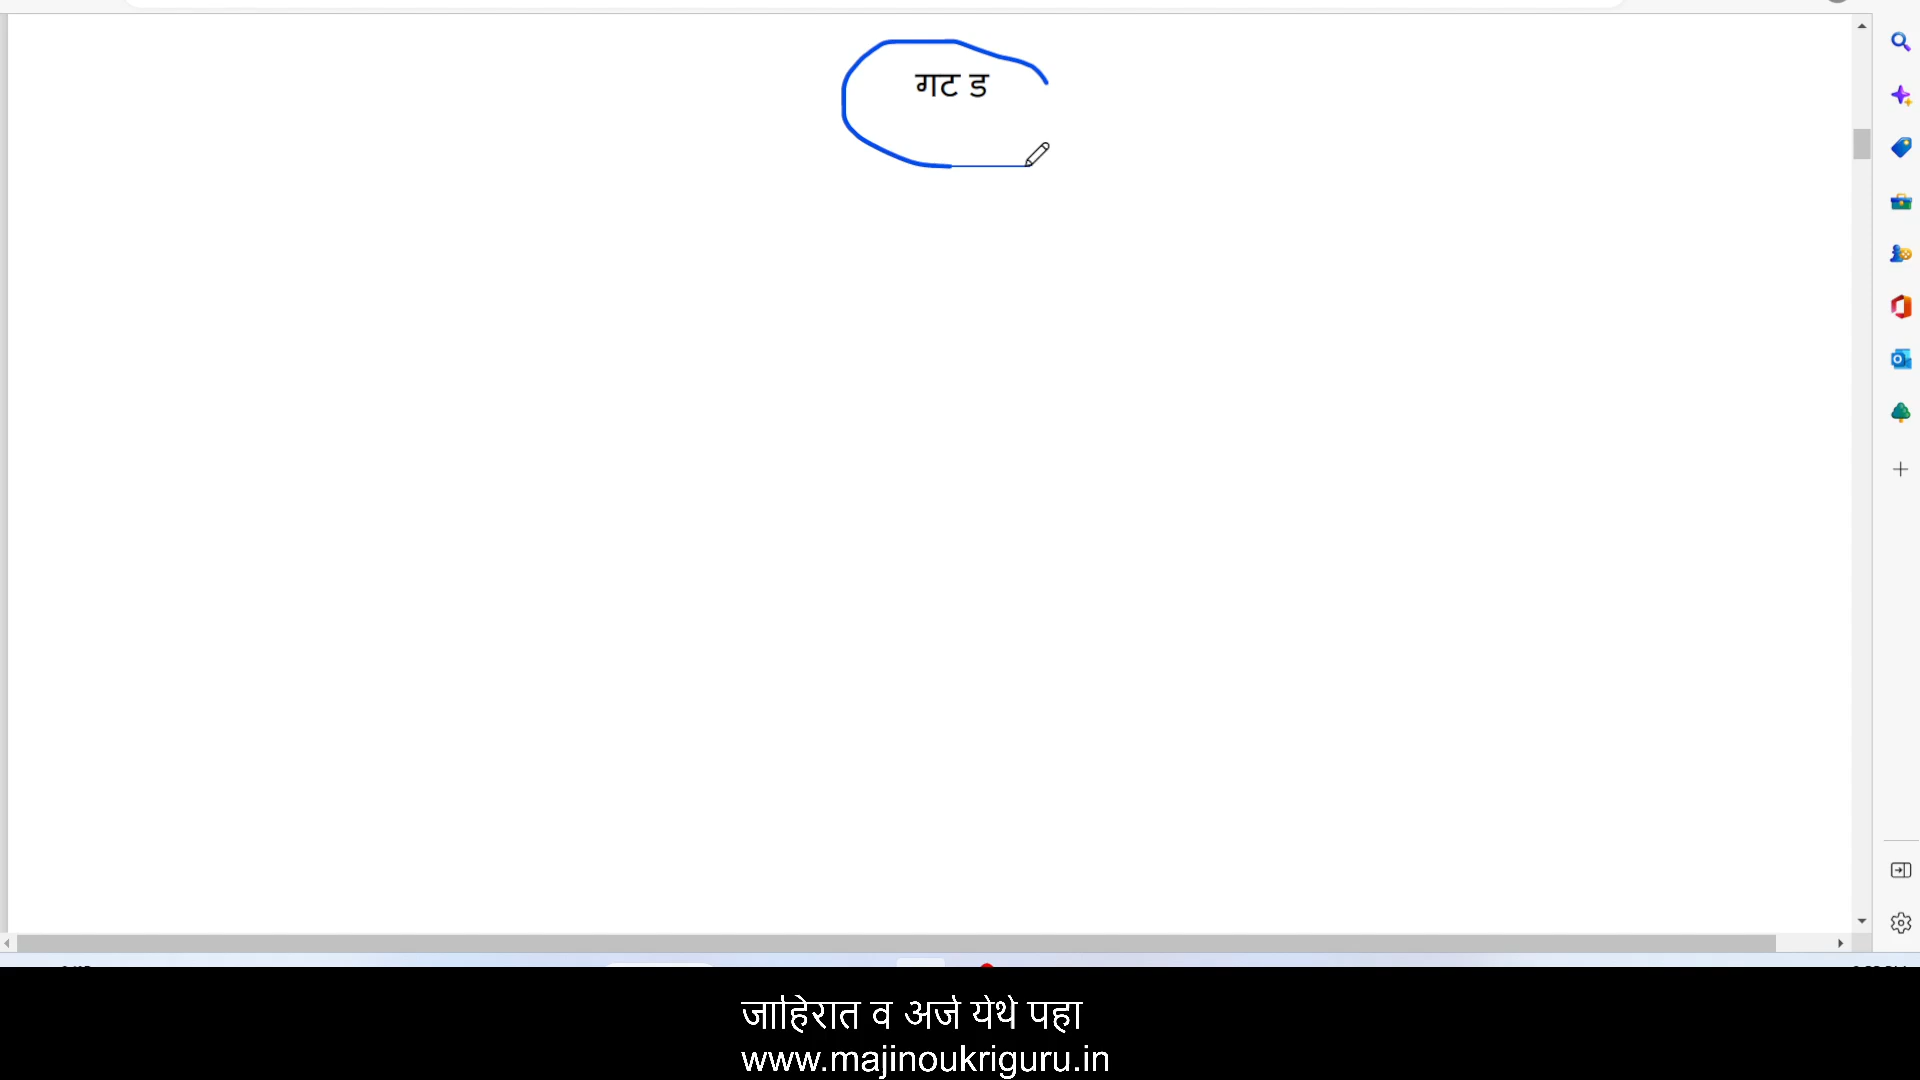 गट ड
जाहिरात व अर्ज येथे पहा
www.majinoukriguru.in